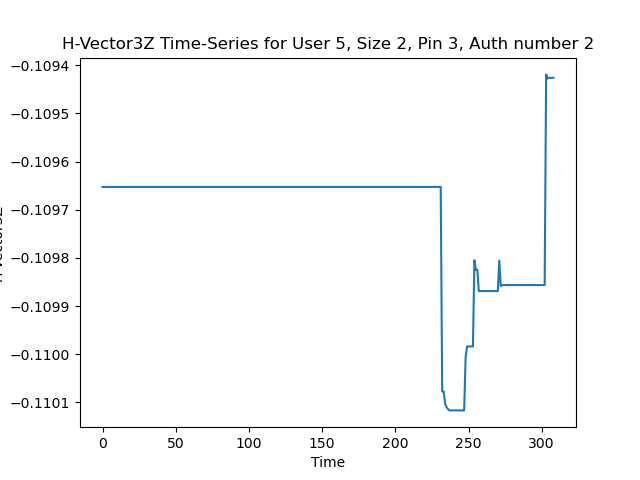 H-Vector3Z Time-Series for User 5, Size 2, Pin 3, Auth number 2
−0.1094
−0.1095
−0.1096
−0.1097
−0.1098
−0.1099
−0.1100
−0.1101
0 50 100 150 200 250 300
Time